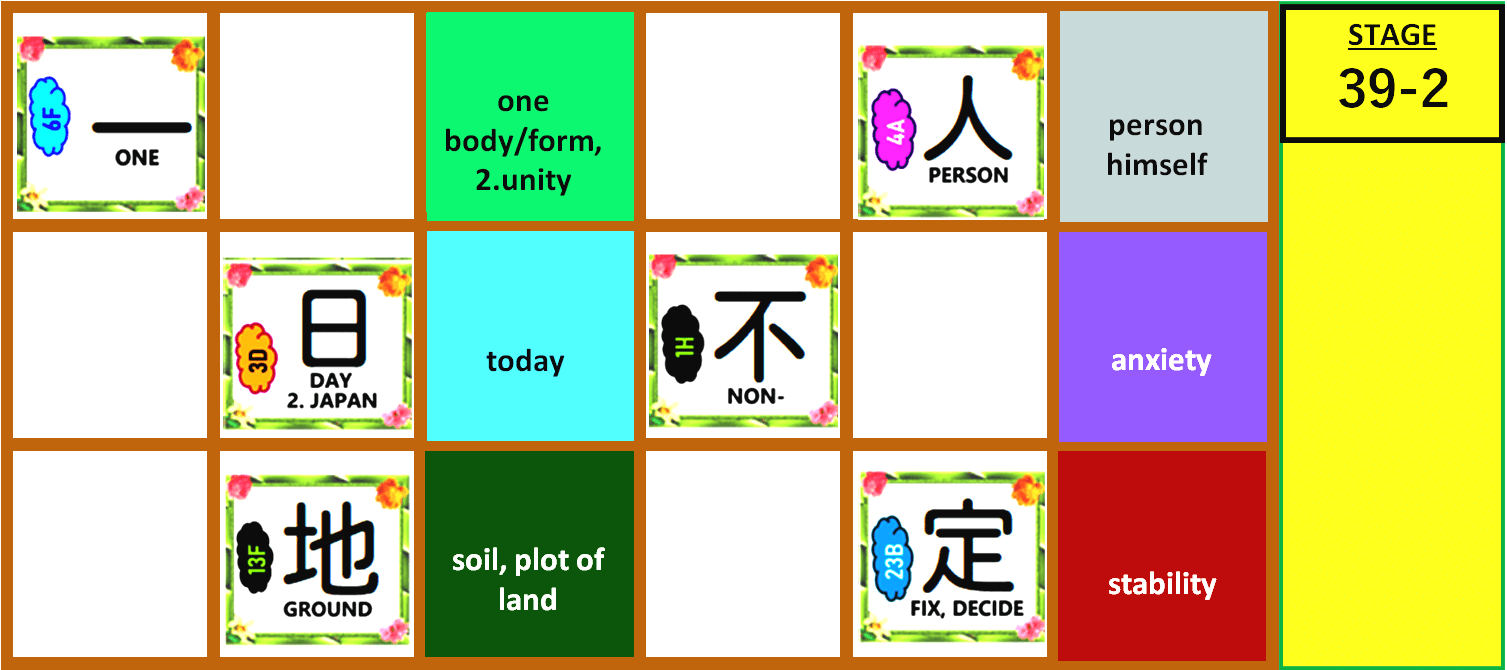 6F
一
ONE
one
body/form,
2.unity
4A
人
PERSON
person
himself
STAGE
39-2
3D
日
DAY
2. JAPAN
today
1H
不
NON-
anxiety
13F
地
GROUND
soil, plot of
land
23B
定
FIX, DECIDE
stability